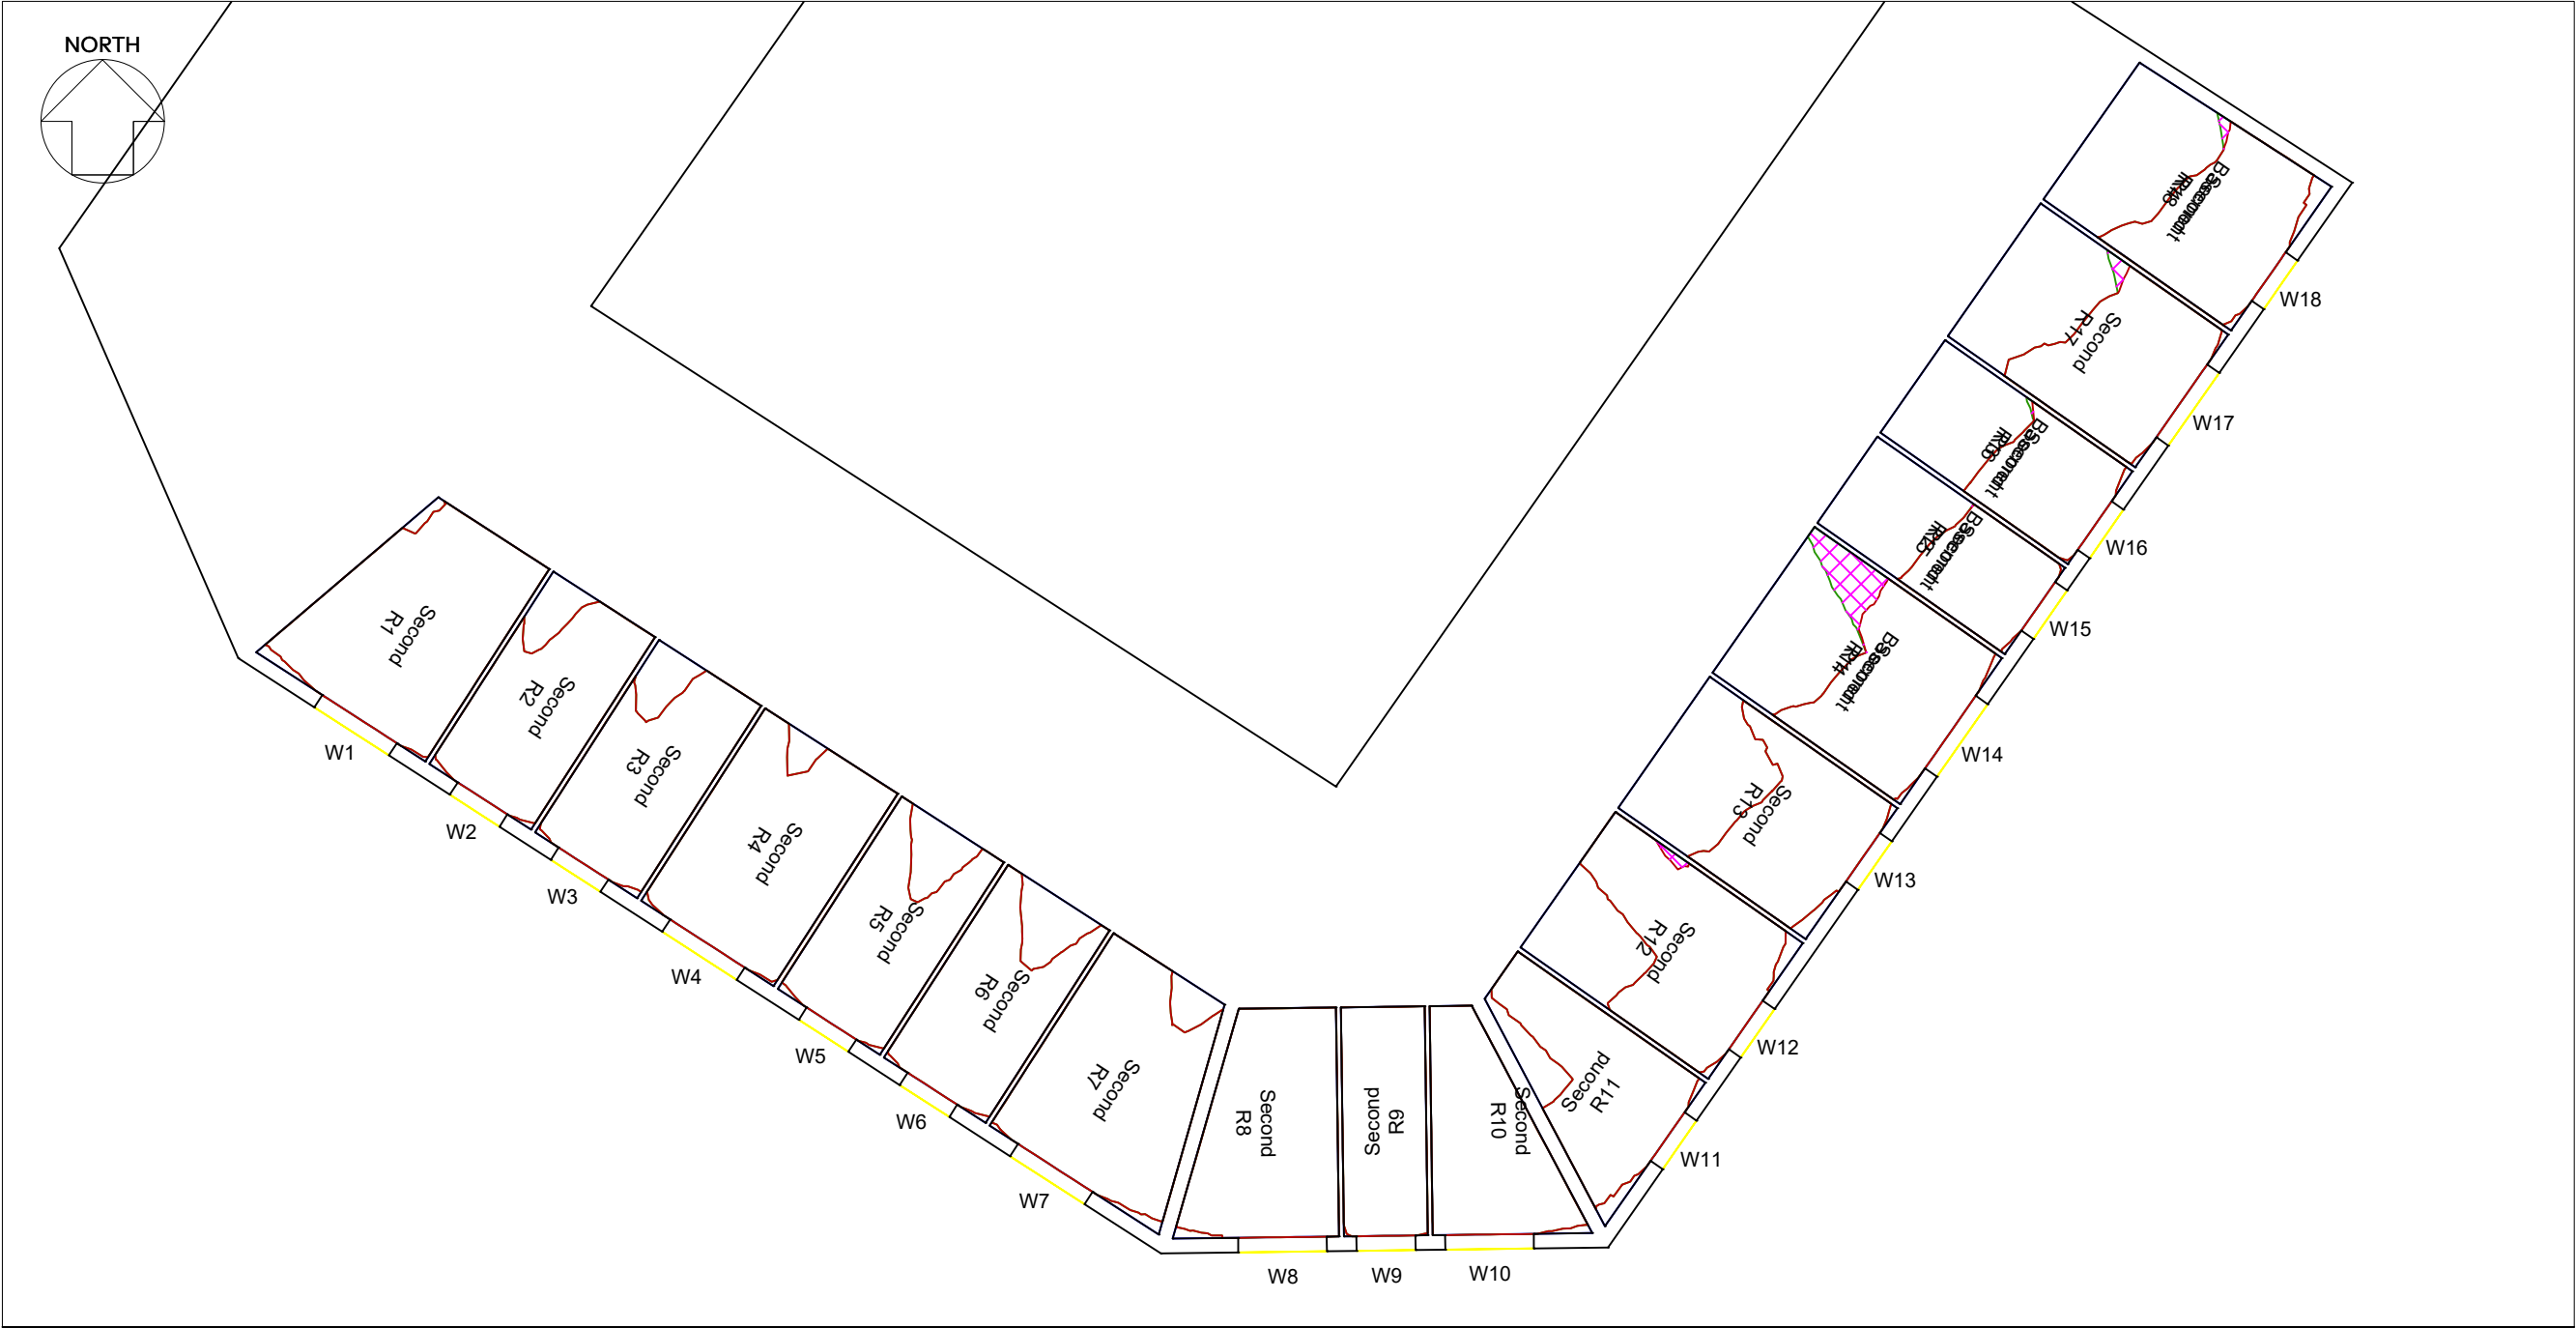 NORTH
Second
R1
Second
R2
Second
R3
Second
R4
Second
R5
Second
R6
Second
R7
Second
R8
Second
R9
Second
R10
Second
R11
Second
R12
Second
R13
Second
R17
W1
W2
W3
W4
W5
W6
W7
W8
W9
W10
W11
W12
W13
W14
W15
W16
W17
W18